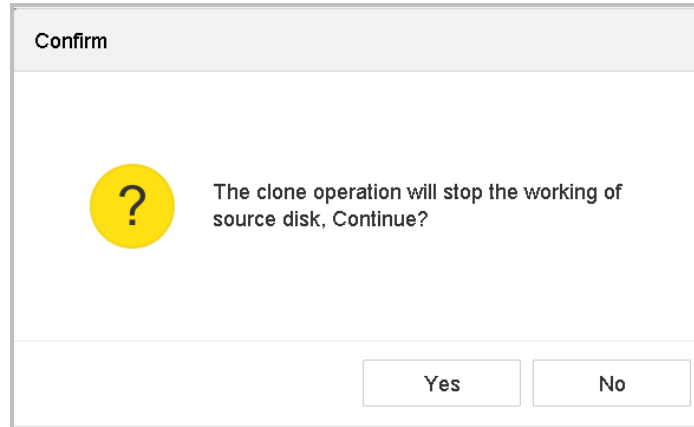 Confirm
?
The clone operation will stop the working of
source disk, Continue?
Yes
No